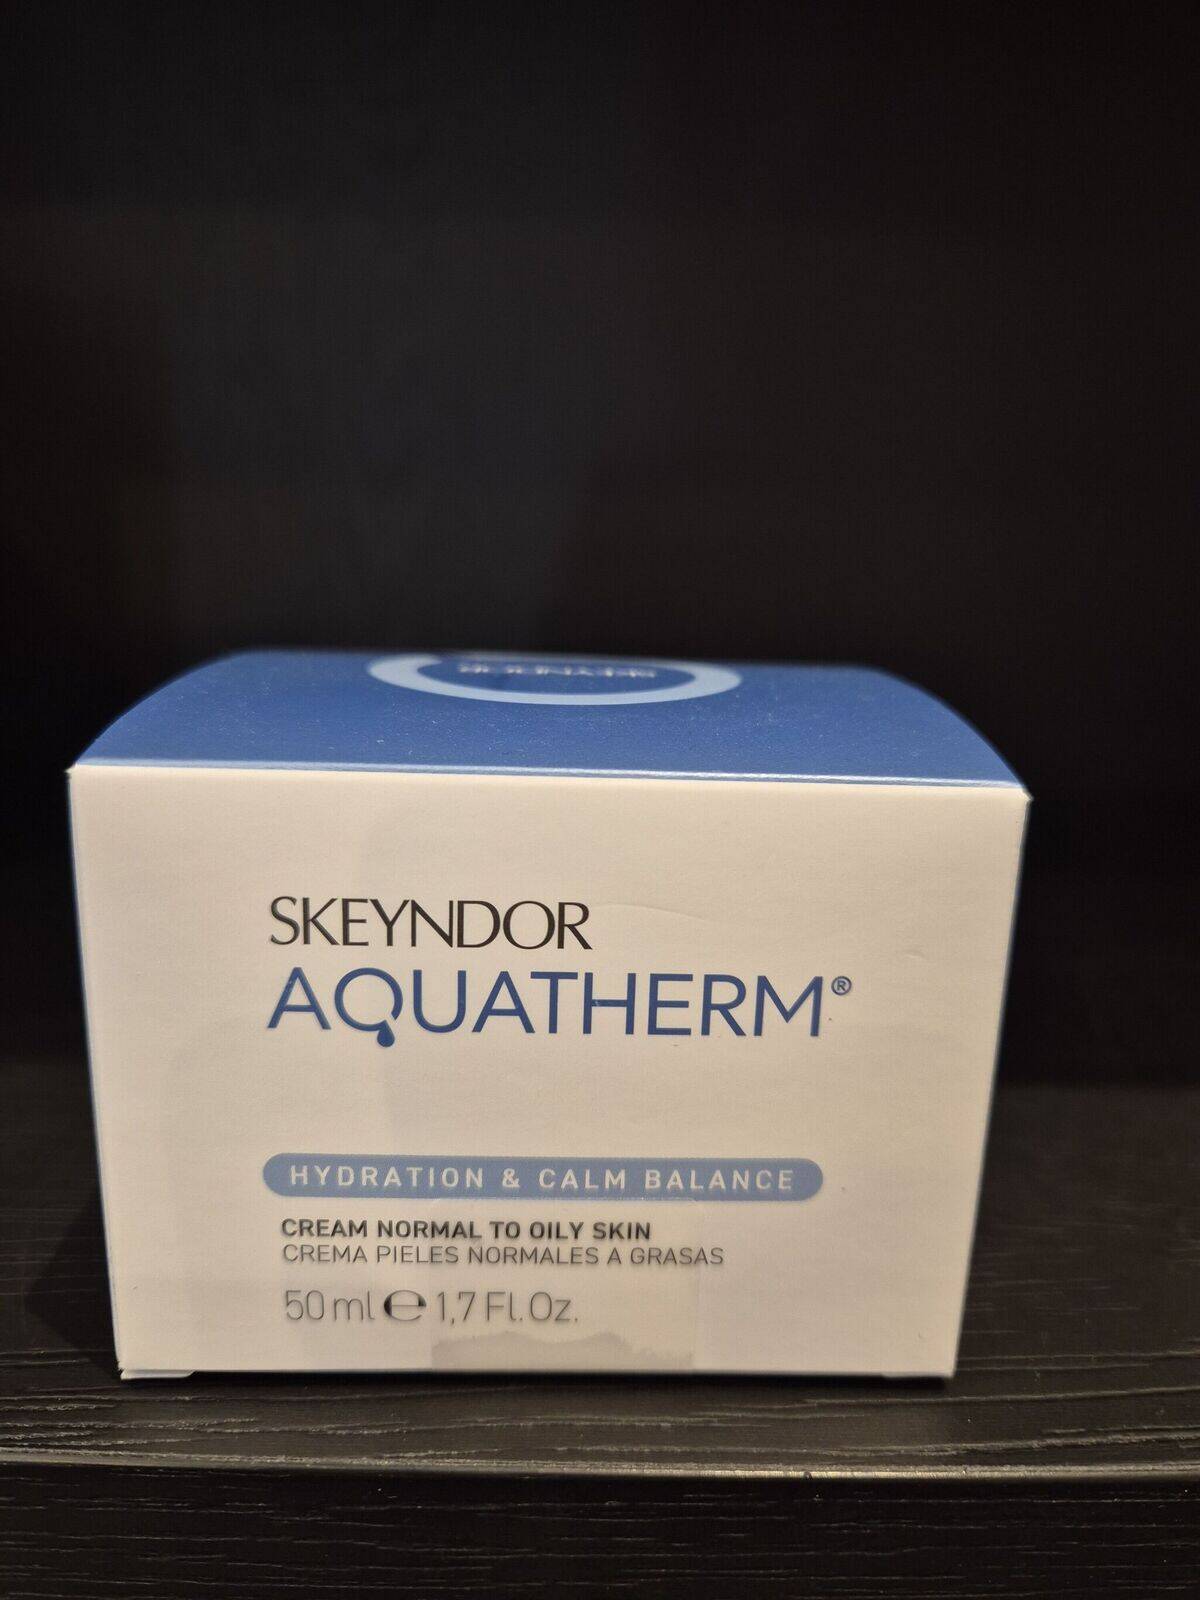 SKEYNDOR
SKEYNDOR
AQUATHERM®
HYDRATION & CALM BALANCE
CREAM NORMAL TO OILY SKIN
CREMA PIELES NORMALES A GRASAS
50 ml ℮ 1,7 Fl. Oz.